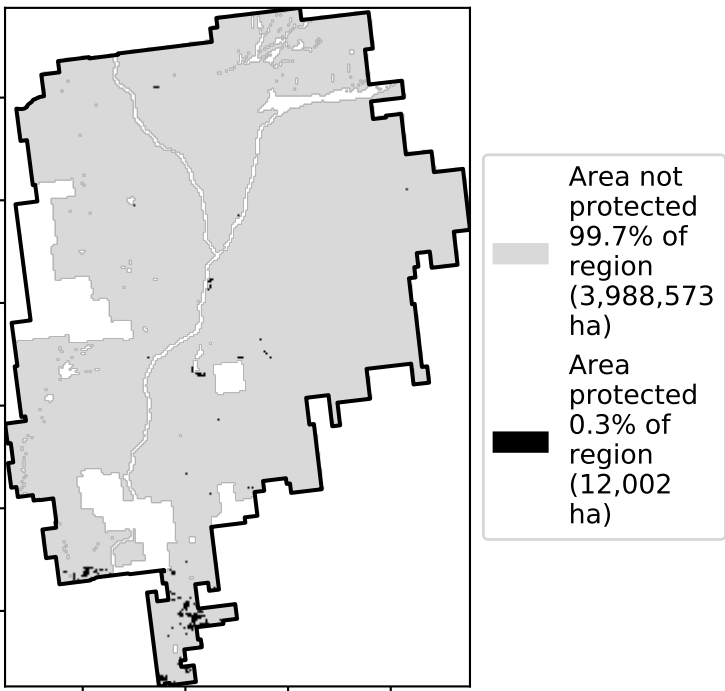 Area not
protected
99.7% of
region
(3,988,573
ha)
Area
protected
0.3% of
region
(12,002
ha)